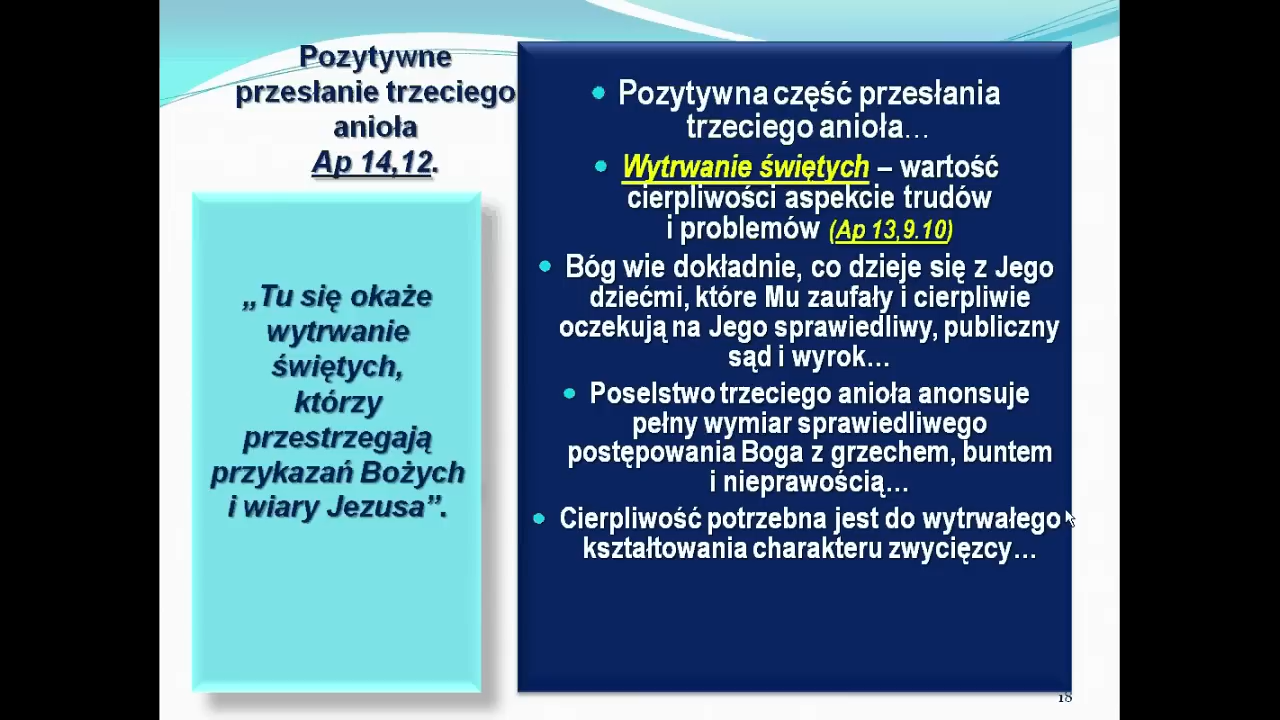 Pozytywne
przesłanie trzeciego
anioła
Ap 14,12.
„Tu się okaże
wytrwanie
świętych,
którzy
przestrzegają
przykazań Bożych
i wiary Jezusa”.
• Pozytywna część przesłania
trzeciego anioła…
• Wytrwanie świętych – wartość
cierpliwości aspekcie trudów
i problemów (Ap 13,9.10)
• Bóg wie dokładnie, co dzieje się z Jego
dziećmi, które Mu zaufały i cierpliwie
oczekują na Jego sprawiedliwy, publiczny
sąd i wyrok…
• Poselstwo trzeciego anioła anonsuje
pełny wymiar sprawiedliwego
postępowania Boga z grzechem, buntem
i nieprawością…
• Cierpliwość potrzebna jest do wytrwałego
kształtowania charakteru zwycięzcy…
18